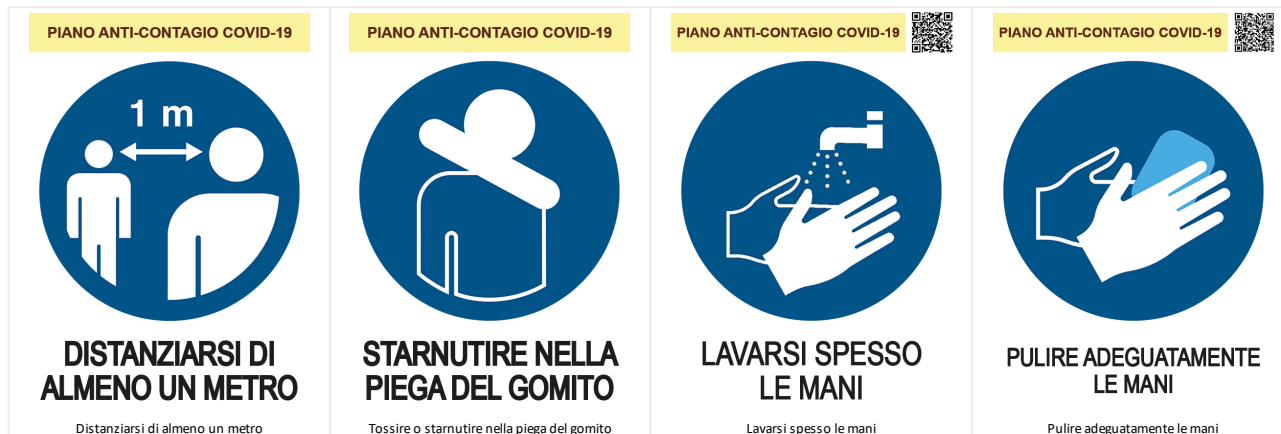 PIANO ANTI-CONTAGIO COVID-19
1 m
DISTANZIARSI DI
ALMENO UN METRO
Distanziarsi di almeno un metro
PIANO ANTI-CONTAGIO COVID-19
STARNUTIRE NELLA
PIEGA DEL GOMITO
Tossire o starnutire nella piega del gomito
PIANO ANTI-CONTAGIO COVID-19
LAVARSI SPESSO
LE MANI
Lavarsi spesso le mani
PIANO ANTI-CONTAGIO COVID-19
PULIRE ADEGUATAMENTE
LE MANI
Pulire adeguatamente le mani